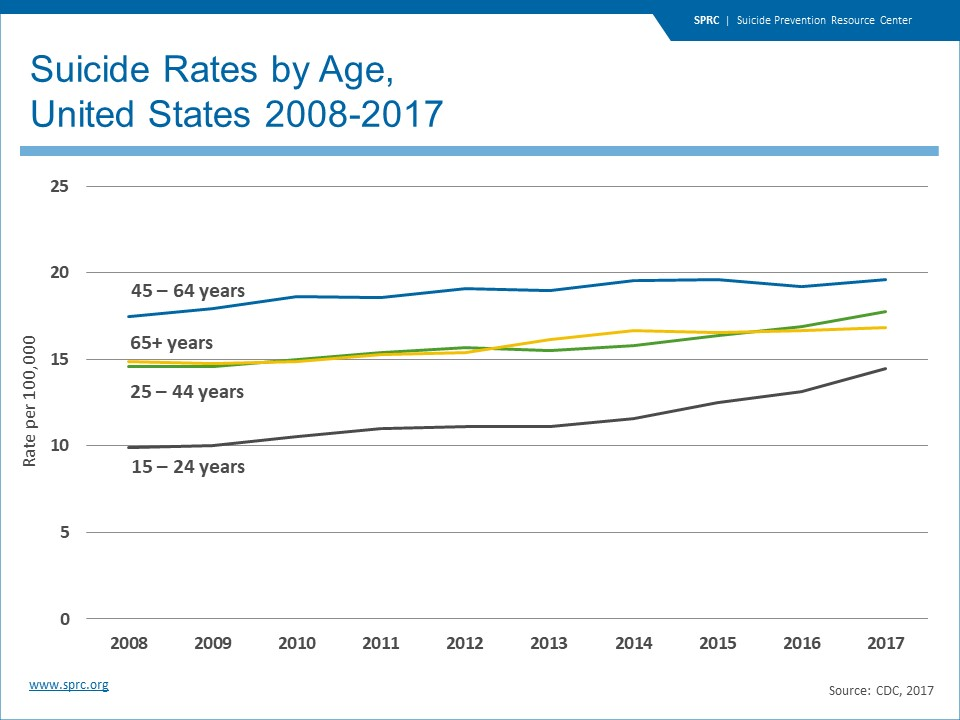 SPRC | Suicide Prevention Resource Center
Suicide Rates by Age,
United States 2008-2017
25
20
15
10
5
0
Rate per 100,000
45 – 64 years
65+ years
25 – 44 years
15 – 24 years
2008 2009 2010 2011 2012 2013 2014 2015 2016 2017
www.sprc.org
Source: CDC, 2017